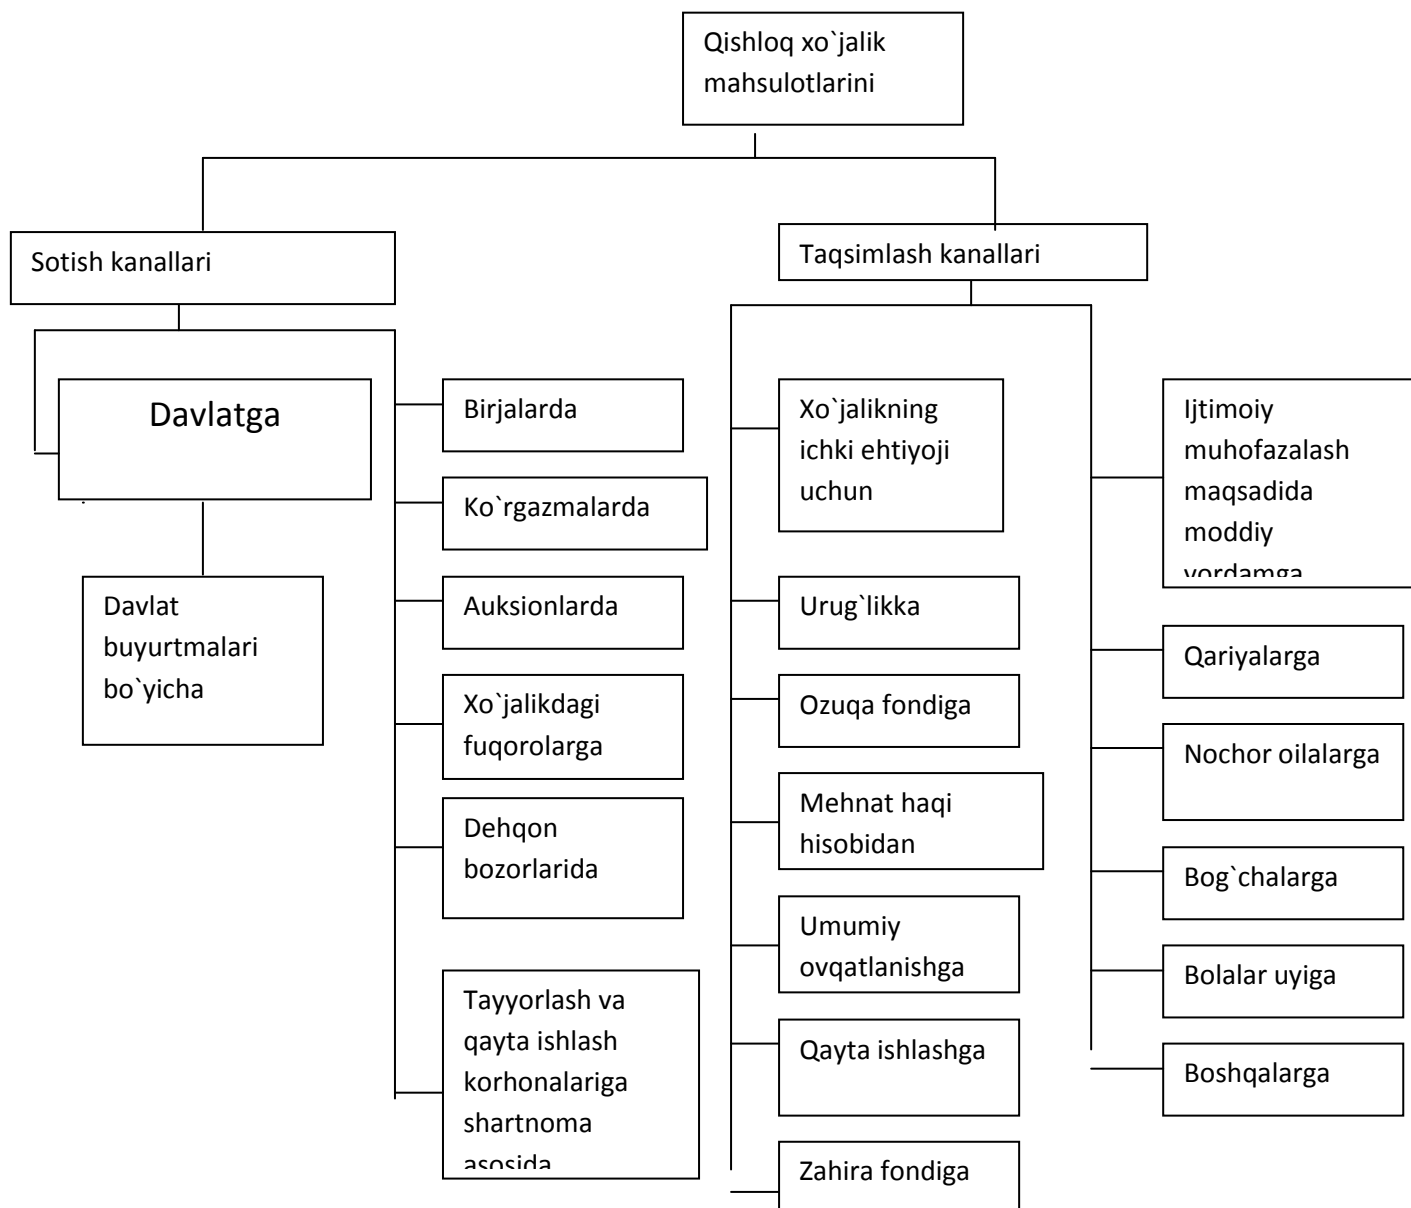 Qishloq xo`jalik
mahsulotlarini
Sotish kanallari
Taqsimlash kanallari
Davlatga
Davlat
buyurtmalari
bo`yicha
Birjalarda
Ko`rgazmalarda
Auksionlarda
Xo`jalikdagi
fuqorolarga
Dehqon
bozorlarida
Tayyorlash va
qayta ishlash
korhonalariga
shartnoma
asosida
Xo`jalikning
ichki ehtiyoji
uchun
Urug`likka
Ozuqa fondiga
Mehnat haqi
hisobidan
Umumiy
ovqatlanishga
Qayta ishlashga
Zahira fondiga
Ijtimoiy
muhofazalash
maqsadida
moddiy
yordamga
Qariyalarga
Nochor oilalarga
Bog`chalarga
Bolalar uyiga
Boshqalarga